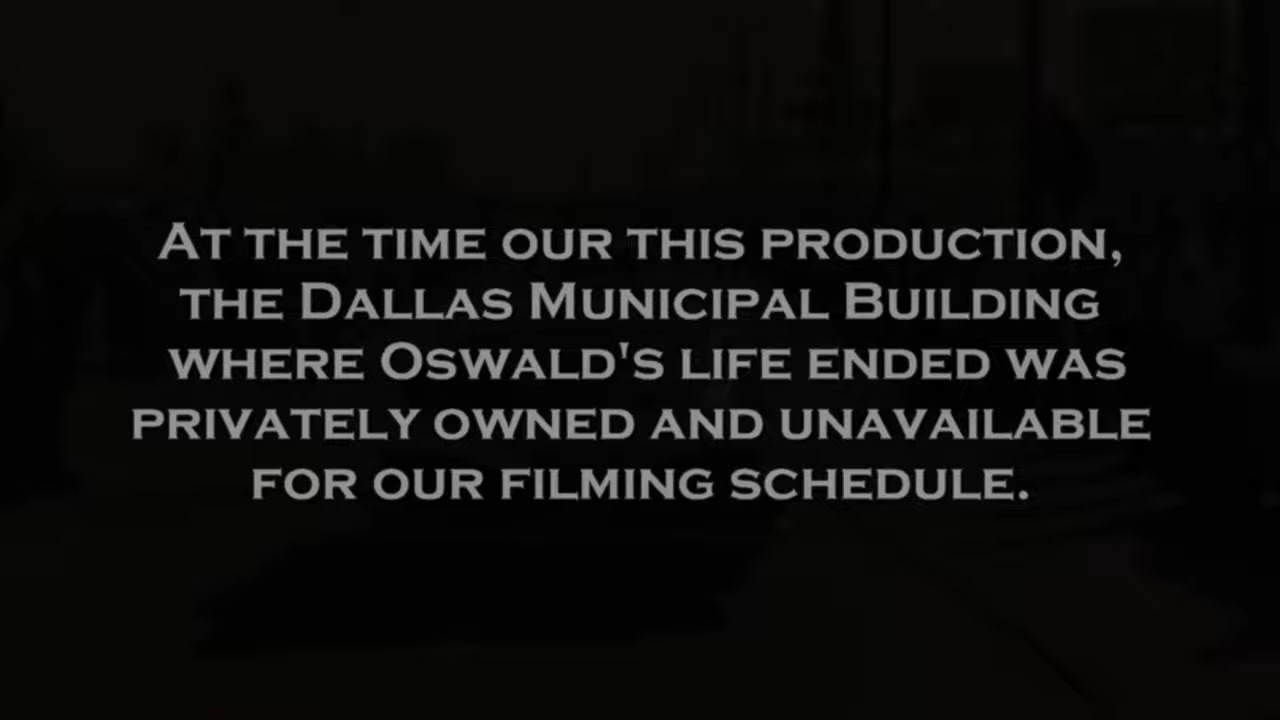 At the time our this production,
the Dallas Municipal Building
where Oswald's life ended was
privately owned and unavailable
for our filming schedule.